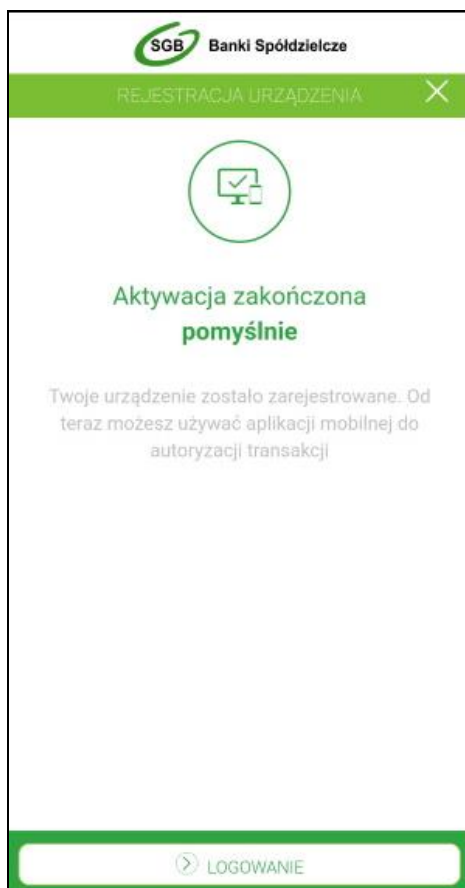 SGB Banki Spółdzielcze
REJESTRACJA URZĄDZENIA
Aktywacja zakończona
pomyślnie
Twoje urządzenie zostało zarejestrowane. Od
teraz możesz używać aplikacji mobilnej do
autoryzacji transakcji
LOGOWANIE